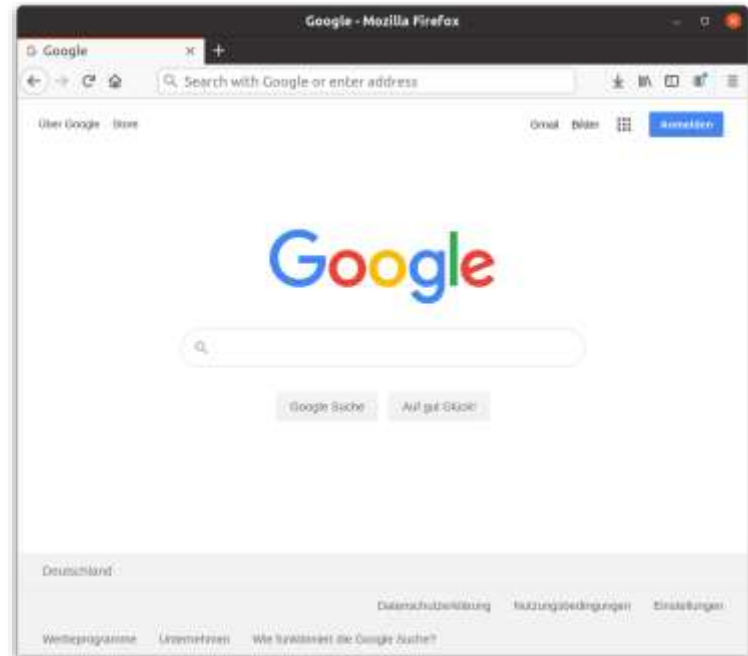 Google - Mozilla Firefox
Google
Search with Google or enter address
Über Google Store Gmail Bilder Anmelden
Google
Google Suche Auf gut Glück!
Deutschland
Datenschutzerklärung Nutzungsbedingungen Einstellungen
Werbeprogramme Unternehmen Wie funktioniert die Google Suche?